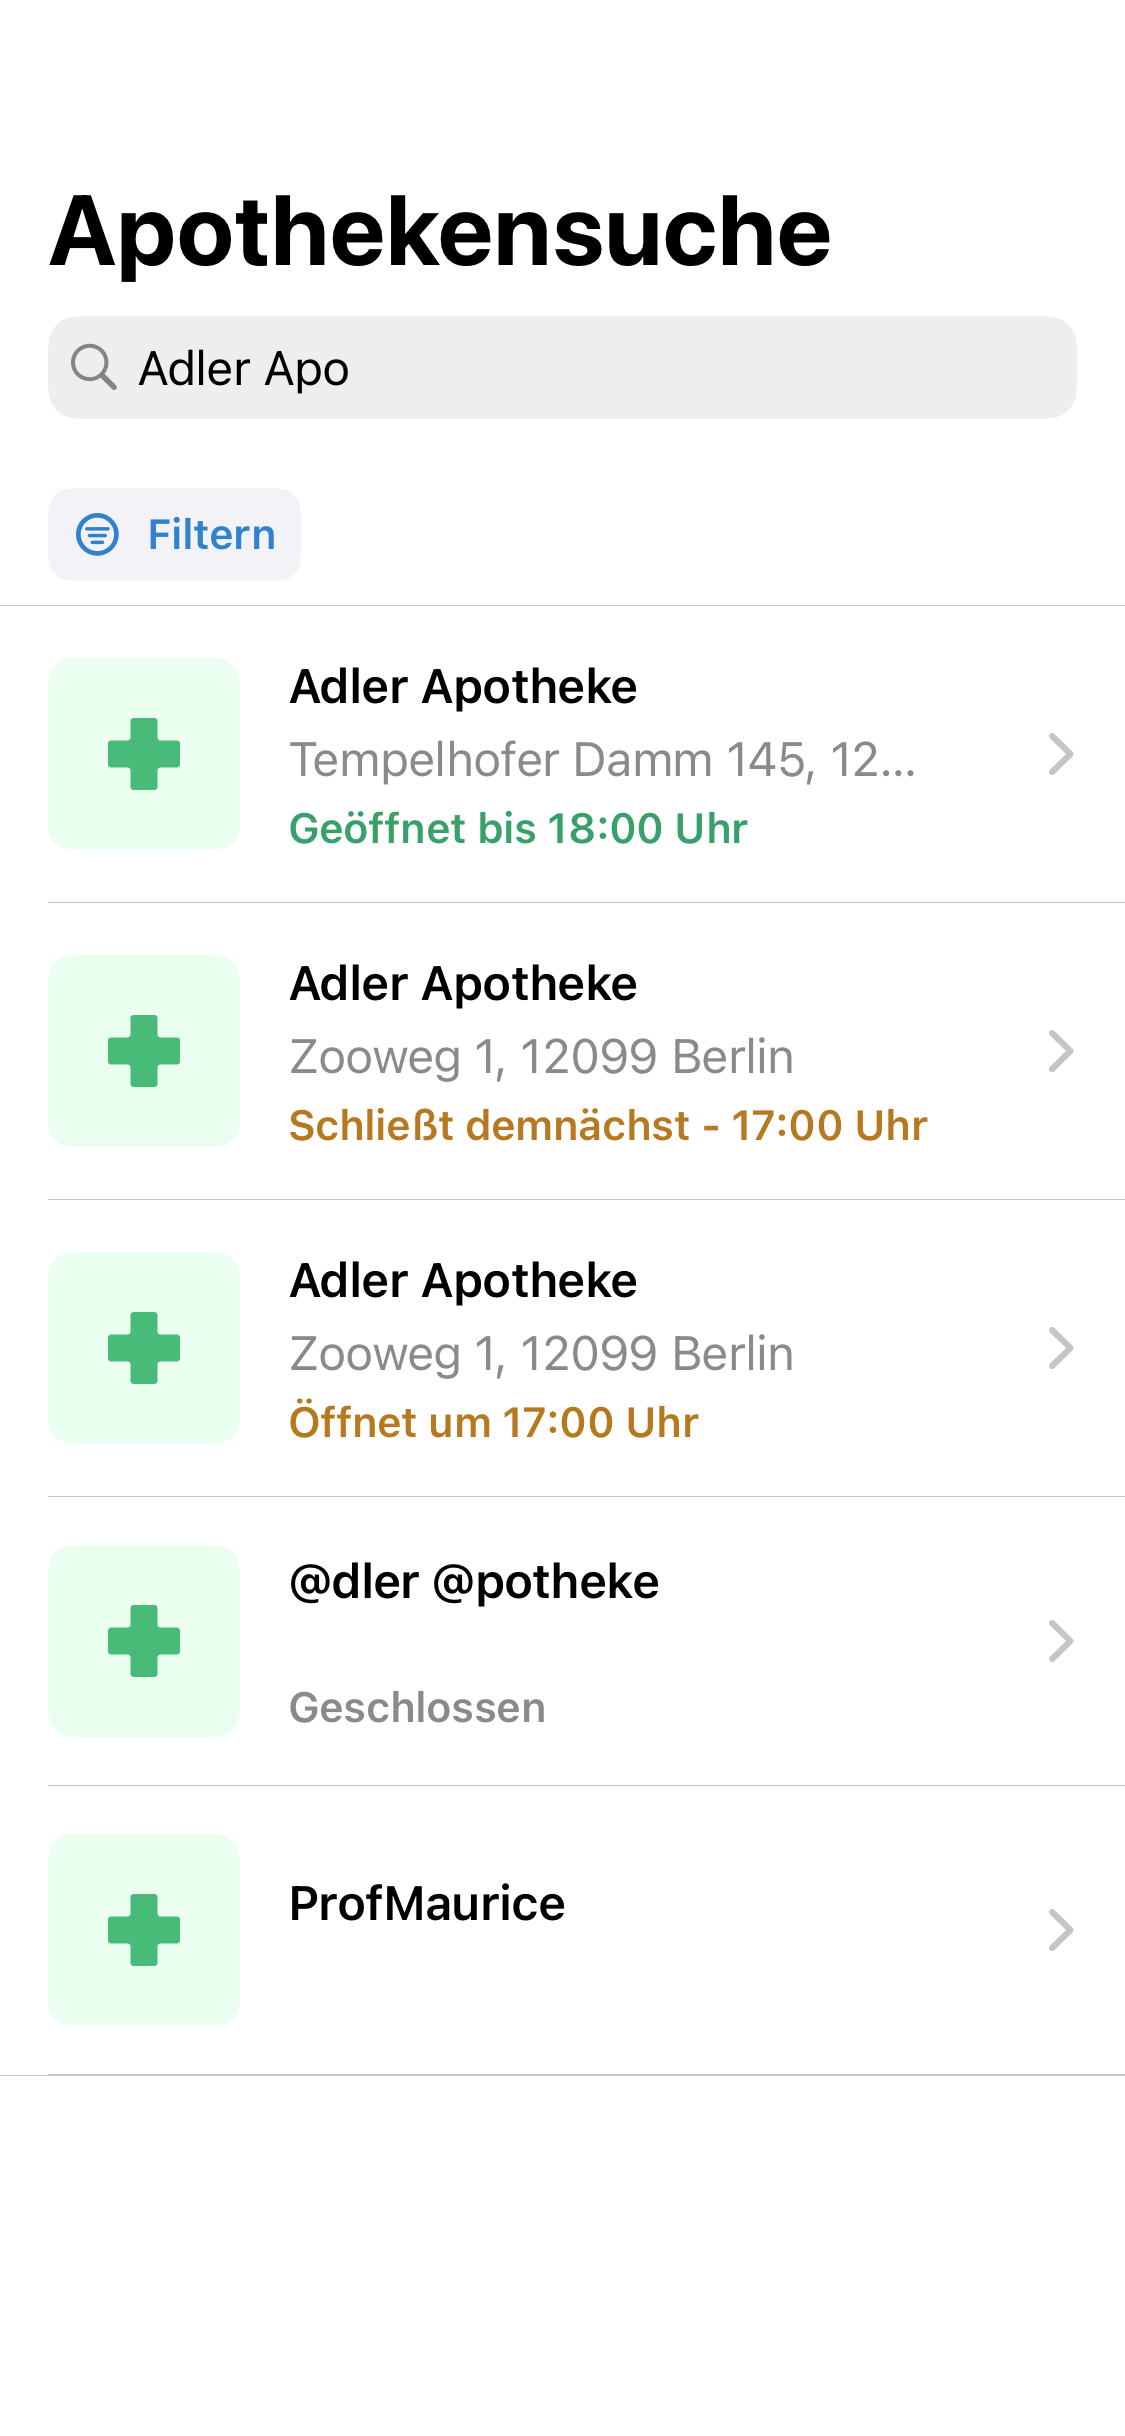 Apothekensuche
Adler Apo
Filtern
Adler Apotheke
Tempelhofer Damm 145, 12...
Geöffnet bis 18:00 Uhr
Adler Apotheke
Zooweg 1, 12099 Berlin
Schließt demnächst - 17:00 Uhr
Adler Apotheke
Zooweg 1, 12099 Berlin
Öffnet um 17:00 Uhr
@dler @potheke
Geschlossen
ProfMaurice